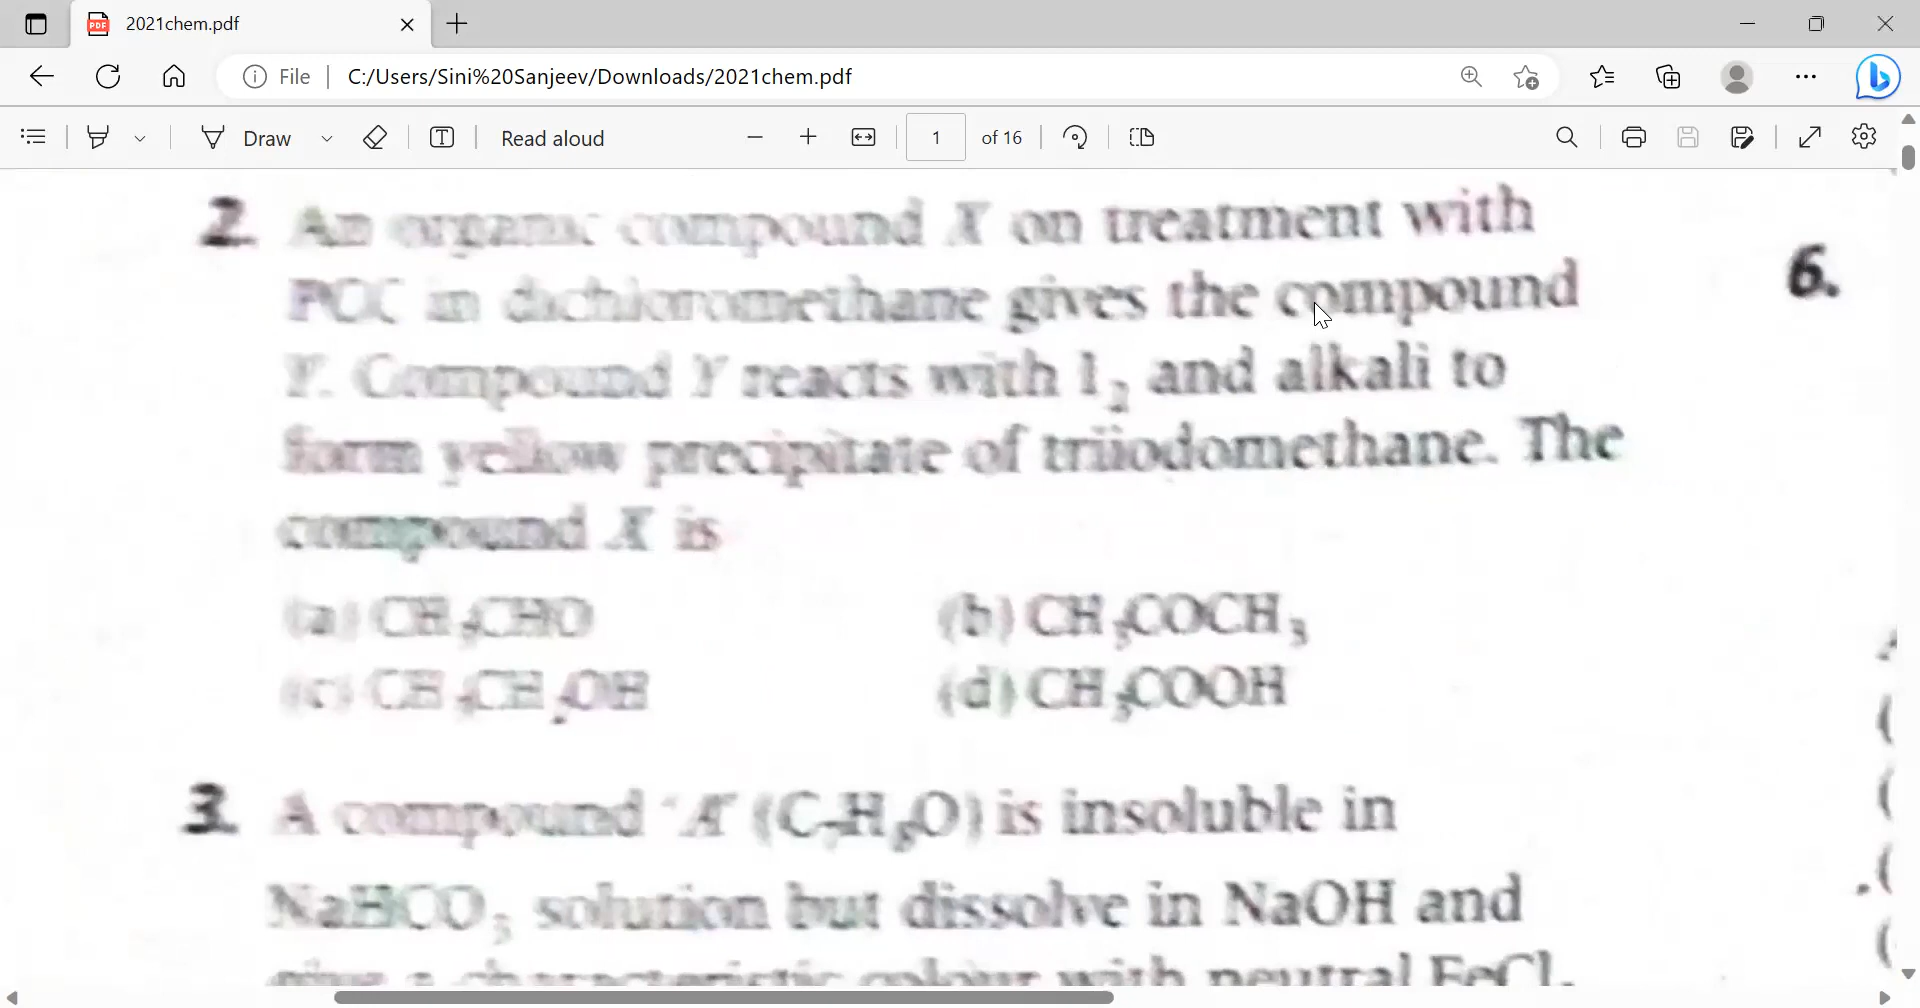 2021chem.pdf
File
C:/Users/Sini%20Sanjeev/Downloads/2021chem.pdf
Draw
Read aloud
1
of 16
2. An organic compound X on treatment with
PCC in dichloromethane gives the compound
Y. Compound Y reacts with I₂ and alkali to
form yellow precipitate of triiodomethane. The
compound X is
(a) CH₃CHO (b) CH₃COCH₃
(c) CH₃CH₂OH (d) CH₃COOH
3. A compound 'A' (C₇H₈O) is insoluble in
NaHCO₃ solution but dissolve in NaOH and
give a characteristic colour with neutral FeCl₃
6.